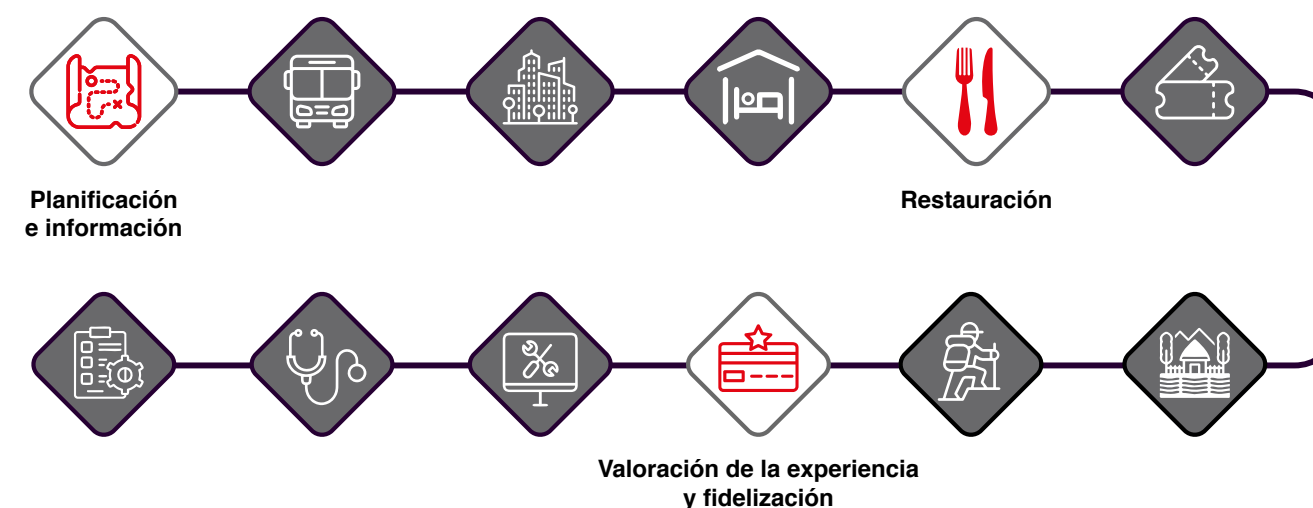 Planificación
e información
Restauración
Valoración de la experiencia
y fidelización